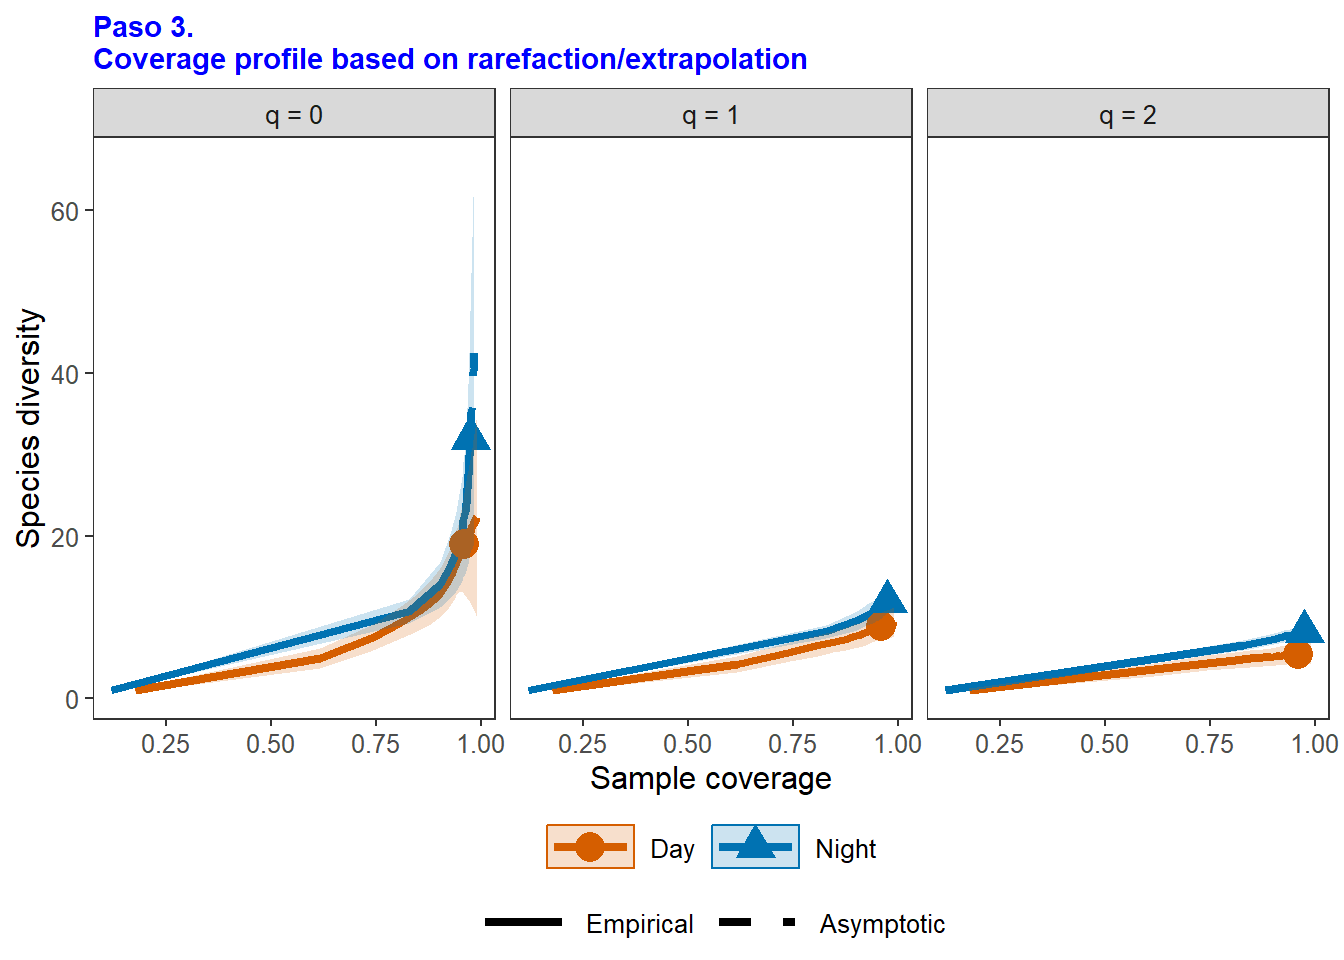 Paso 3.
Coverage profile based on rarefaction/extrapolation
q = 0
q = 1
q = 2
Species diversity
60
40
20
0
0.25 0.50 0.75 1.00
0.25 0.50 0.75 1.00
0.25 0.50 0.75 1.00
Sample coverage
Day Night
Empirical Asymptotic